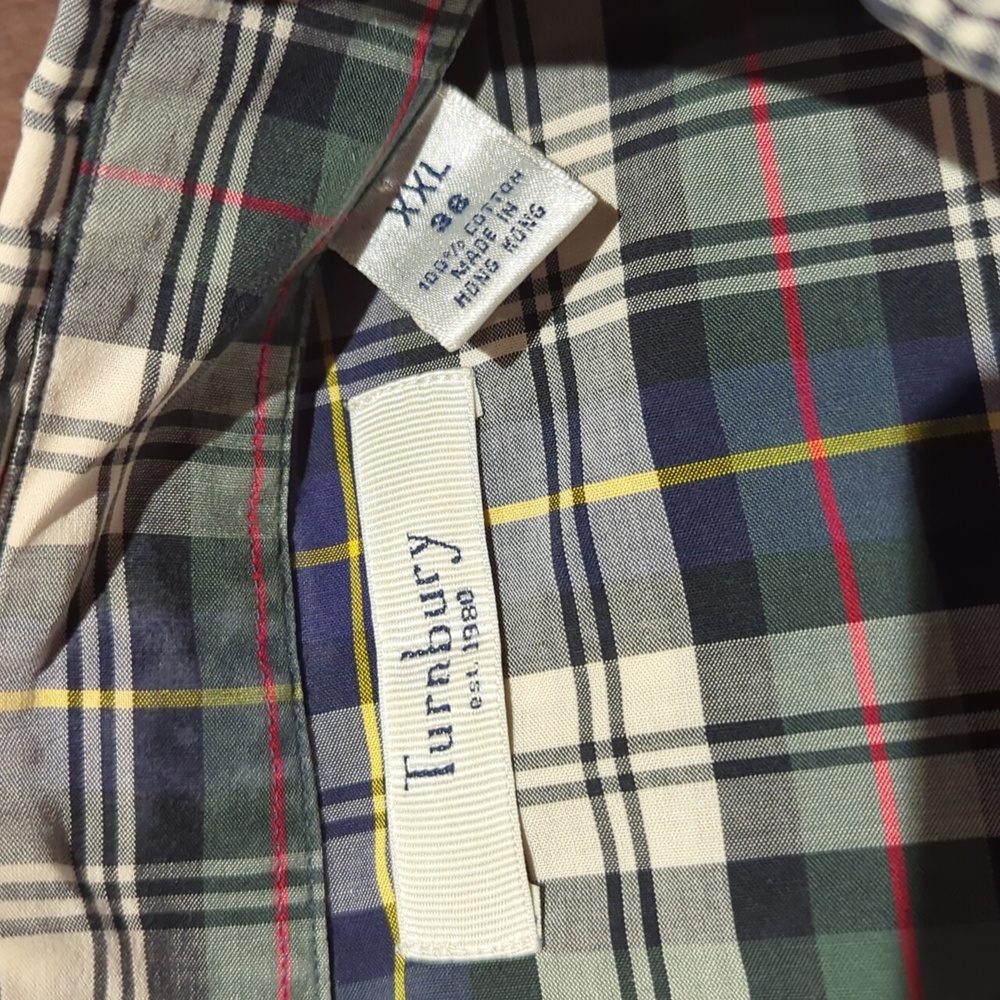 XXL
38
100% COTTON
MADE IN
HONG KONG
Turnbury
est. 1980